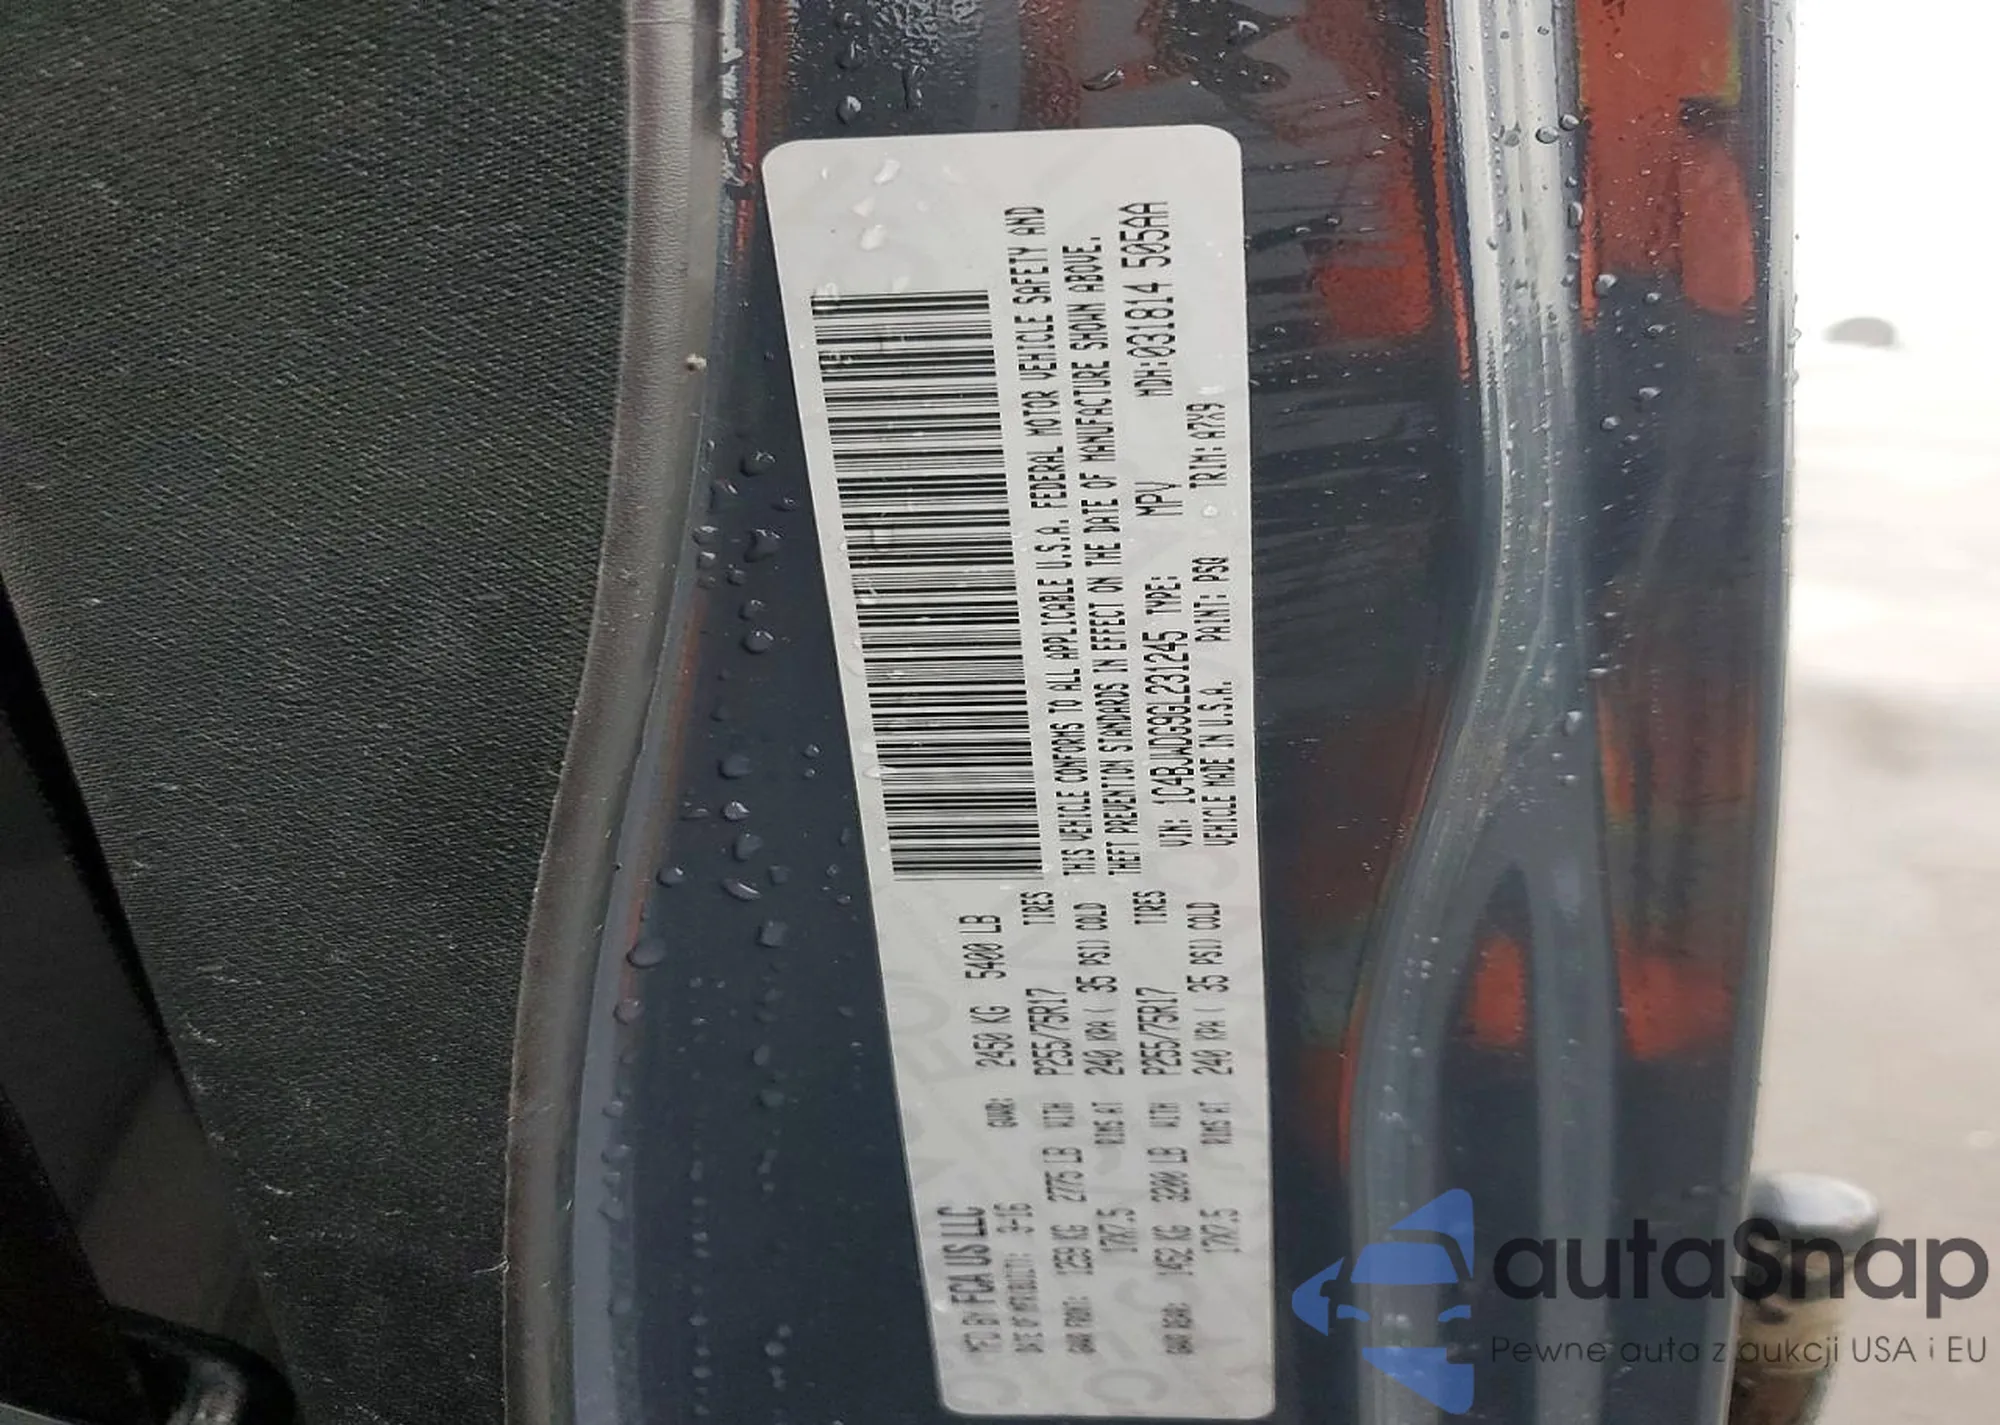 MFD BY FCA US LLC
DATE OF MFR(BUILT): 3-16
GVWR: 2450 KG 5400 LB
GAWR FRONT: 1259 KG 2775 LB WITH P255/75R17 TIRES
17X7.5 RIMS AT 240 KPA ( 35 PSI) COLD
GAWR REAR: 1452 KG 3200 LB WITH P255/75R17 TIRES
17X7.5 RIMS AT 240 KPA ( 35 PSI) COLD
THIS VEHICLE CONFORMS TO ALL APPLICABLE U.S.A. FEDERAL MOTOR VEHICLE SAFETY AND
THEFT PREVENTION STANDARDS IN EFFECT ON THE DATE OF MANUFACTURE SHOWN ABOVE.
VIN: 1C4BJWDG9GL231245 TYPE: MPV MDH:031814 505AA
VEHICLE MADE IN U.S.A. PAINT: PSQ TRIM: A7X9
autaSnap
Pewne auta z aukcji USA i EU